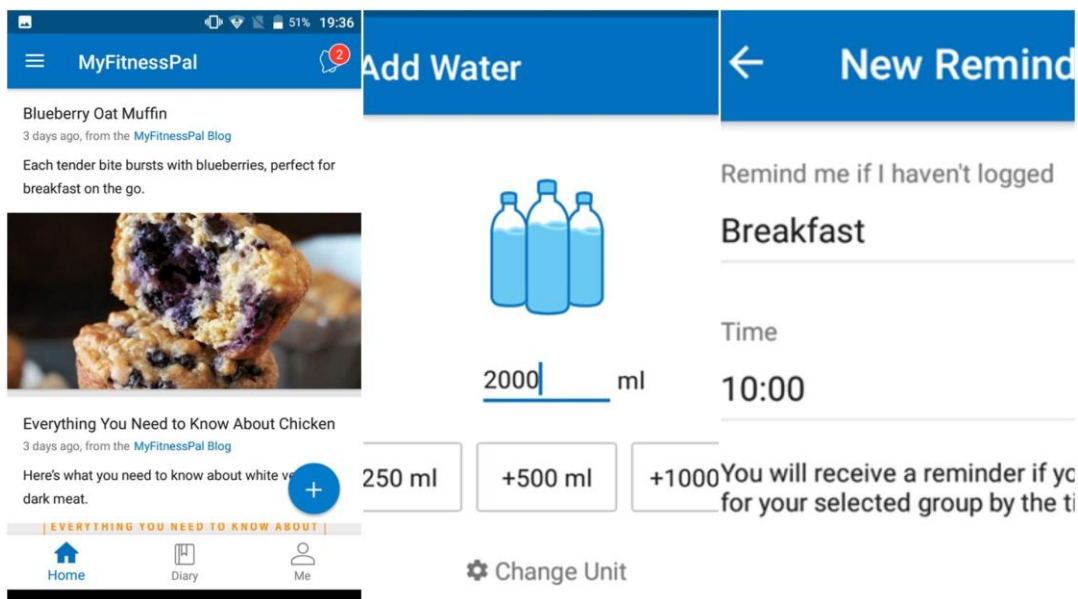 51% 19:36
MyFitnessPal
2
Blueberry Oat Muffin
3 days ago, from the MyFitnessPal Blog
Each tender bite bursts with blueberries, perfect for
breakfast on the go.
Everything You Need to Know About Chicken
3 days ago, from the MyFitnessPal Blog
Here's what you need to know about white
dark meat.
+
EVERYTHING YOU NEED TO KNOW ABOUT
Home
Diary
Me
Add Water
2000 ml
250 ml
+500 ml
+1000
Change Unit
New Remind
Remind me if I haven't logged
Breakfast
Time
10:00
You will receive a reminder if yo
for your selected group by the ti